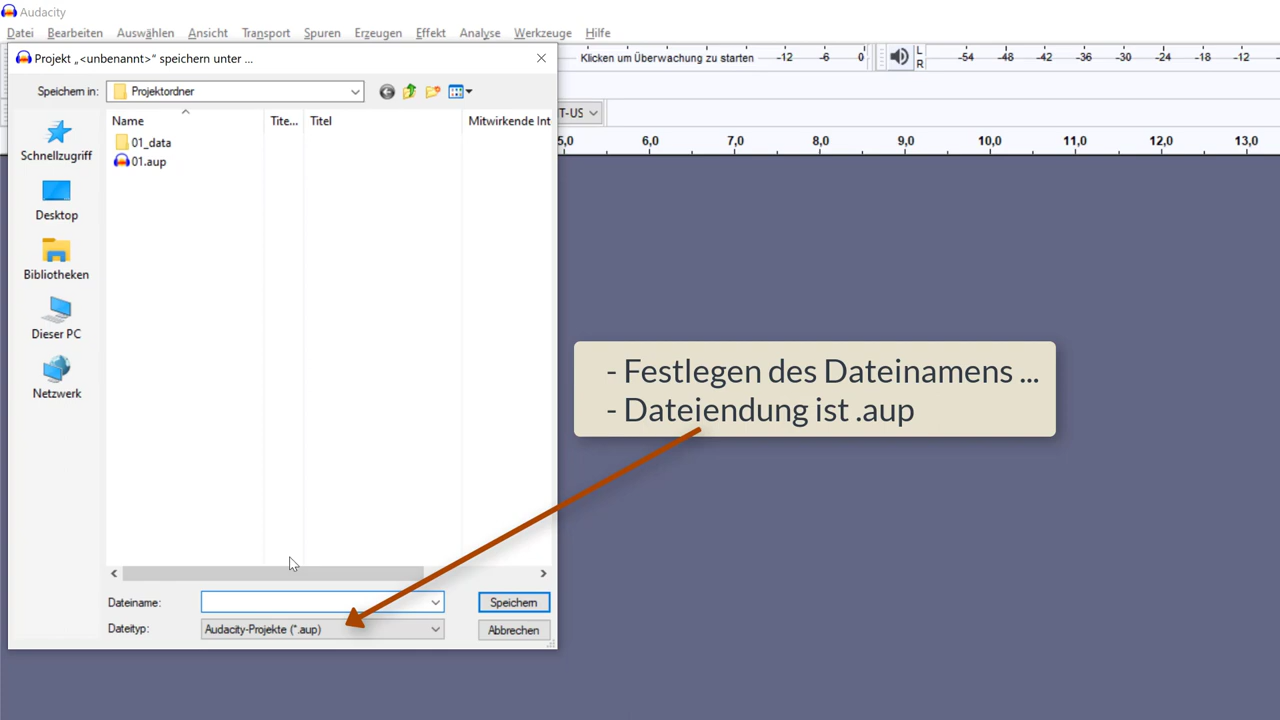 Audacity
Datei Bearbeiten Auswählen Ansicht Transport Spuren Erzeugen Effekt Analyse Werkzeuge Hilfe
Projekt „<unbenannt>“ speichern unter ...
Klicken um Überwachung zu starten -12 -6 0
L
R
-54 -48 -42 -36 -30 -24 -18 -12
Speichern in: Projektordner
T-US
Name Tite... Titel Mitwirkende Int
5,0 6,0 7,0 8,0 9,0 10,0 11,0 12,0 13,0
01_data
01.aup
Schnellzugriff
Desktop
Bibliotheken
Dieser PC
Netzwerk
- Festlegen des Dateinamens ...
- Dateiendung ist .aup
Dateiname: Speichern
Dateityp: Audacity-Projekte (*.aup) Abbrechen